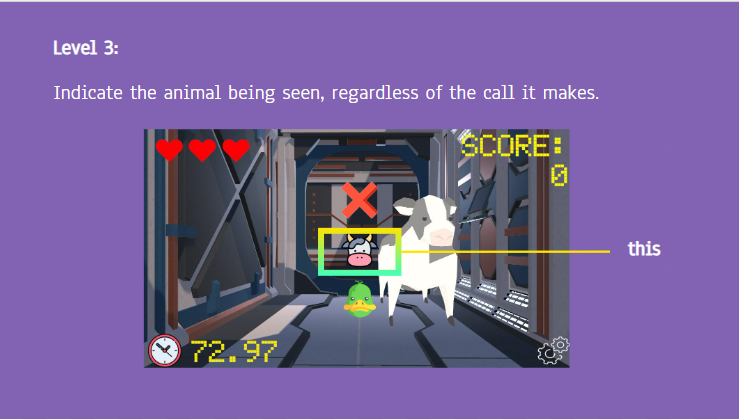 Level 3:
Indicate the animal being seen, regardless of the call it makes.
SCORE:
0
this
72.97